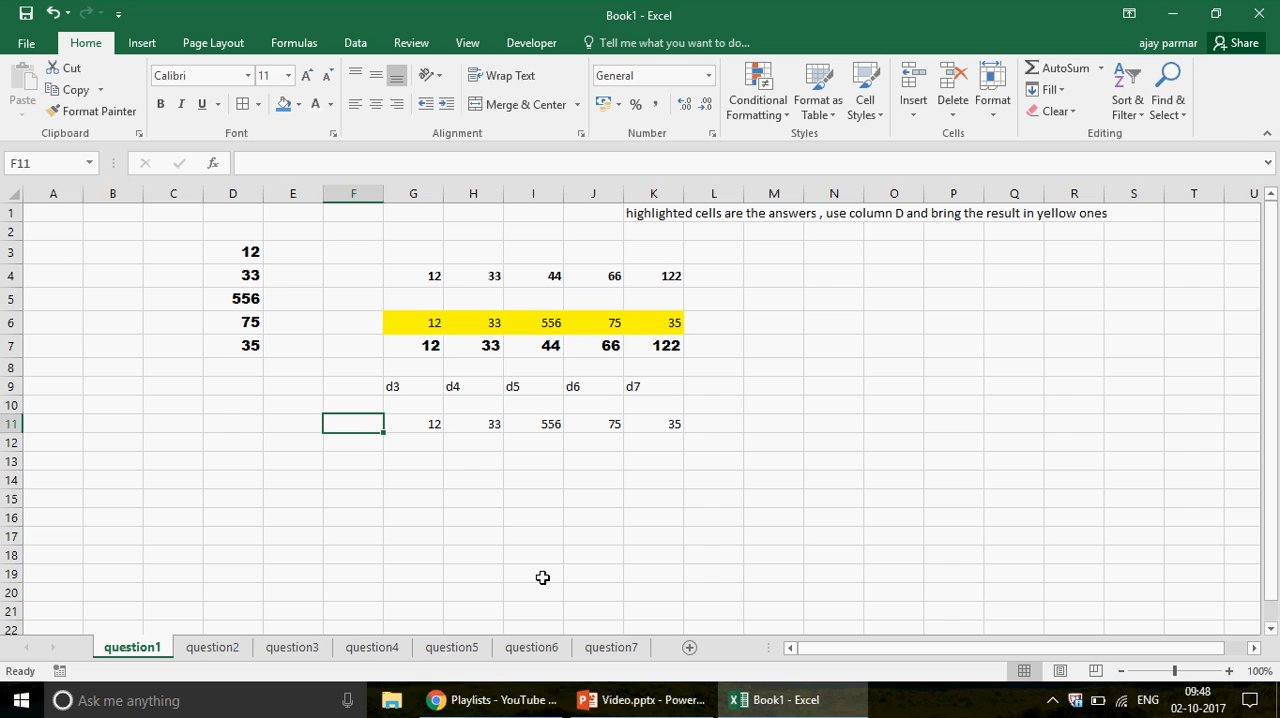 Book1 - Excel
File Home Insert Page Layout Formulas Data Review View Developer Tell me what you want to do... ajay parmar Share
Paste Cut Copy Format Painter
Calibri 11
B I U A
Wrap Text
Merge & Center
General
%
Conditional Formatting Format as Table Cell Styles
Insert Delete Format
AutoSum Fill Clear
Sort & Filter Find & Select
Clipboard Font Alignment Number Styles Cells Editing
F11 fx
A B C D E F G H I J K L M N O P Q R S T U
1 highlighted cells are the answers , use column D and bring the result in yellow ones
2
3 12
4 33 12 33 44 66 122
5 556
6 75 12 33 556 75 35
7 35 12 33 44 66 122
8
9 d3 d4 d5 d6 d7
10
11 12 33 556 75 35
12
13
14
15
16
17
18
19
20
21
22
question1 question2 question3 question4 question5 question6 question7
Ready 100%
Ask me anything Playlists - YouTube ... Video.pptx - Power... Book1 - Excel ENG 09:48
02-10-2017